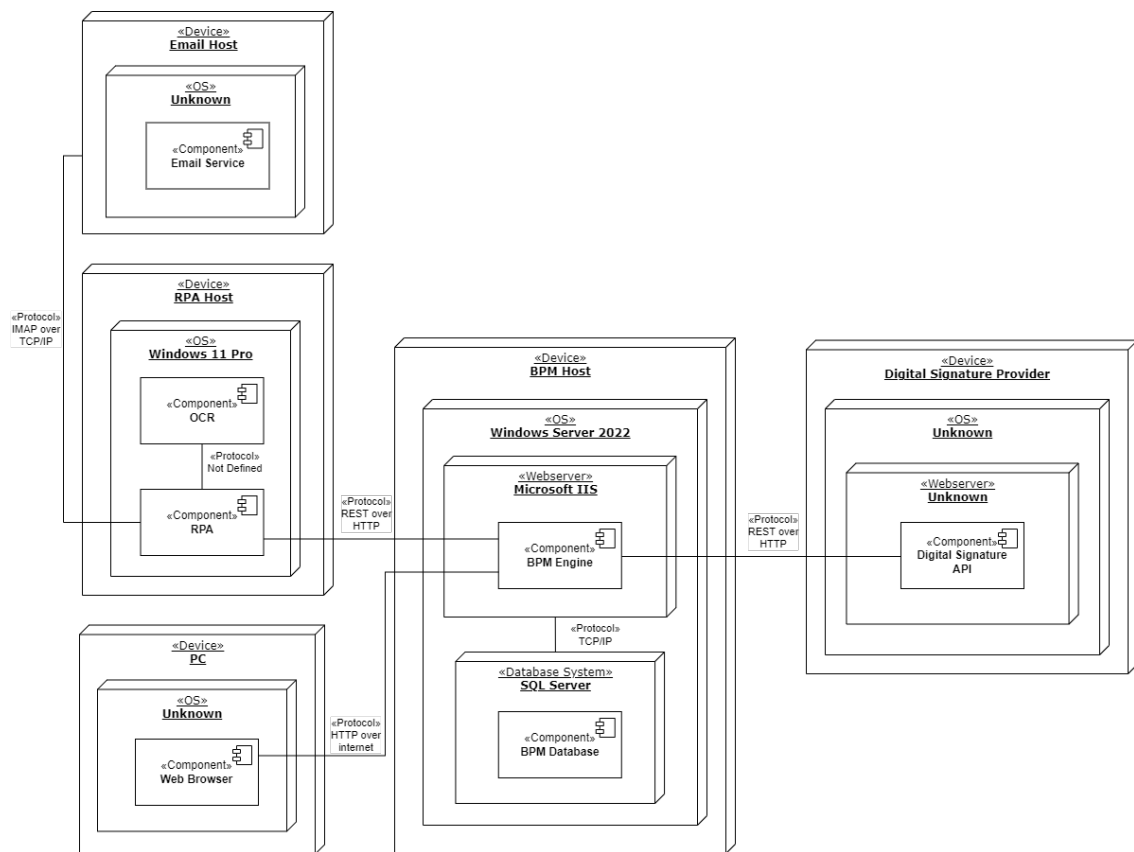 «Device»
Email Host
«OS»
Unknown
«Component»
Email Service
«Protocol»
IMAP over
TCP/IP
«Device»
RPA Host
«OS»
Windows 11 Pro
«Component»
OCR
«Protocol»
Not Defined
«Component»
RPA
«Protocol»
REST over
HTTP
«Device»
PC
«OS»
Unknown
«Component»
Web Browser
«Protocol»
HTTP over
internet
«Device»
BPM Host
«OS»
Windows Server 2022
«Webserver»
Microsoft IIS
«Component»
BPM Engine
«Protocol»
TCP/IP
«Database System»
SQL Server
«Component»
BPM Database
«Protocol»
REST over
HTTP
«Device»
Digital Signature Provider
«OS»
Unknown
«Webserver»
Unknown
«Component»
Digital Signature
API